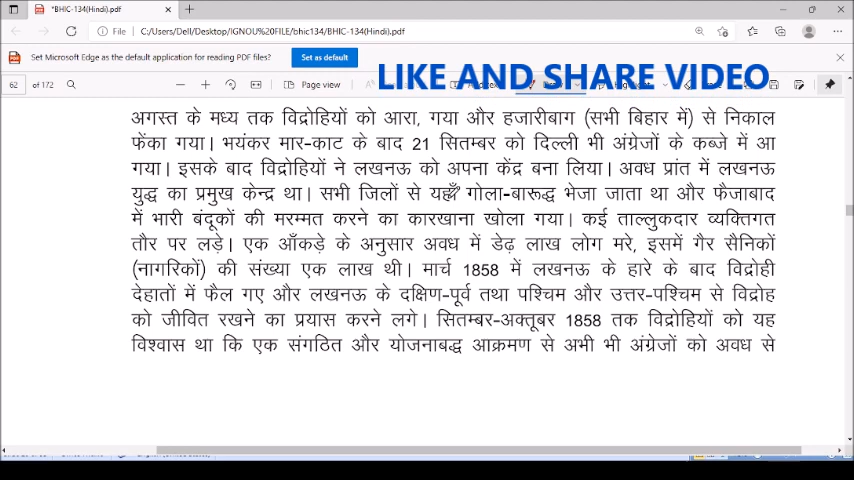 *BHIC-134(Hindi).pdf
File
C:/Users/Dell/Desktop/IGNOU%20FILE/bhic134/BHIC-134(Hindi).pdf
Set Microsoft Edge as the default application for reading PDF files?
Set as default
LIKE AND SHARE VIDEO
62 of 172
Page view
अगस्त के मध्य तक विद्रोहियों को आरा, गया और हजारीबाग (सभी बिहार में) से निकाल
फेंका गया। भयंकर मार-काट के बाद 21 सितम्बर को दिल्ली भी अंग्रेजों के कब्जे में आ
गया। इसके बाद विद्रोहियों ने लखनऊ को अपना केंद्र बना लिया। अवध प्रांत में लखनऊ
युद्ध का प्रमुख केन्द्र था। सभी जिलों से यहाँ गोला-बारूद्ध भेजा जाता था और फैजाबाद
में भारी बंदूकों की मरम्मत करने का कारखाना खोला गया। कई ताल्लुकदार व्यक्तिगत
तौर पर लड़े। एक आँकड़े के अनुसार अवध में डेढ़ लाख लोग मरे, इसमें गैर सैनिकों
(नागरिकों) की संख्या एक लाख थी। मार्च 1858 में लखनऊ के हारे के बाद विद्रोही
देहातों में फैल गए और लखनऊ के दक्षिण-पूर्व तथा पश्चिम और उत्तर-पश्चिम से विद्रोह
को जीवित रखने का प्रयास करने लगे। सितम्बर-अक्तूबर 1858 तक विद्रोहियों को यह
विश्वास था कि एक संगठित और योजनाबद्ध आक्रमण से अभी भी अंग्रेजों को अवध से